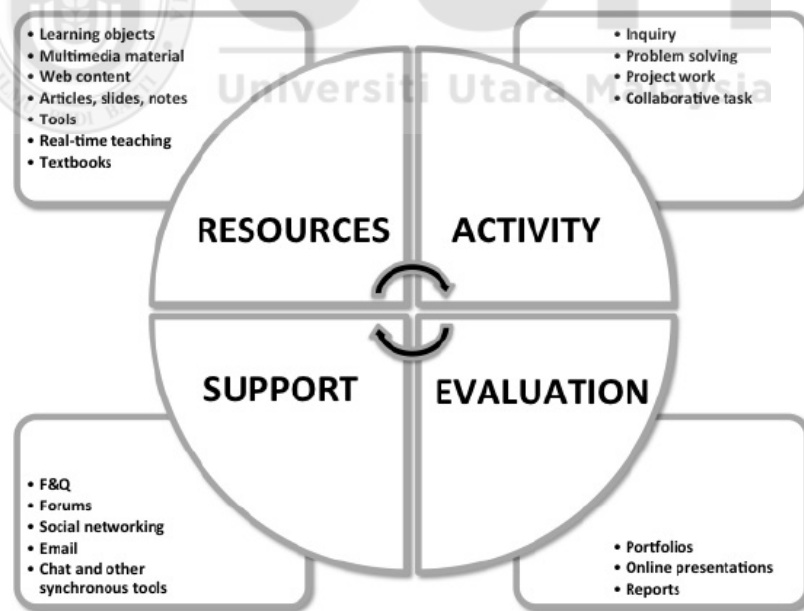 • Learning objects
• Multimedia material
• Web content
• Articles, slides, notes
• Tools
• Real-time teaching
• Textbooks
• Inquiry
• Problem solving
• Project work
• Collaborative task
Universiti Utara Malaysia
RESOURCES
ACTIVITY
SUPPORT
EVALUATION
• F&Q
• Forums
• Social networking
• Email
• Chat and other
synchronous tools
• Portfolios
• Online presentations
• Reports